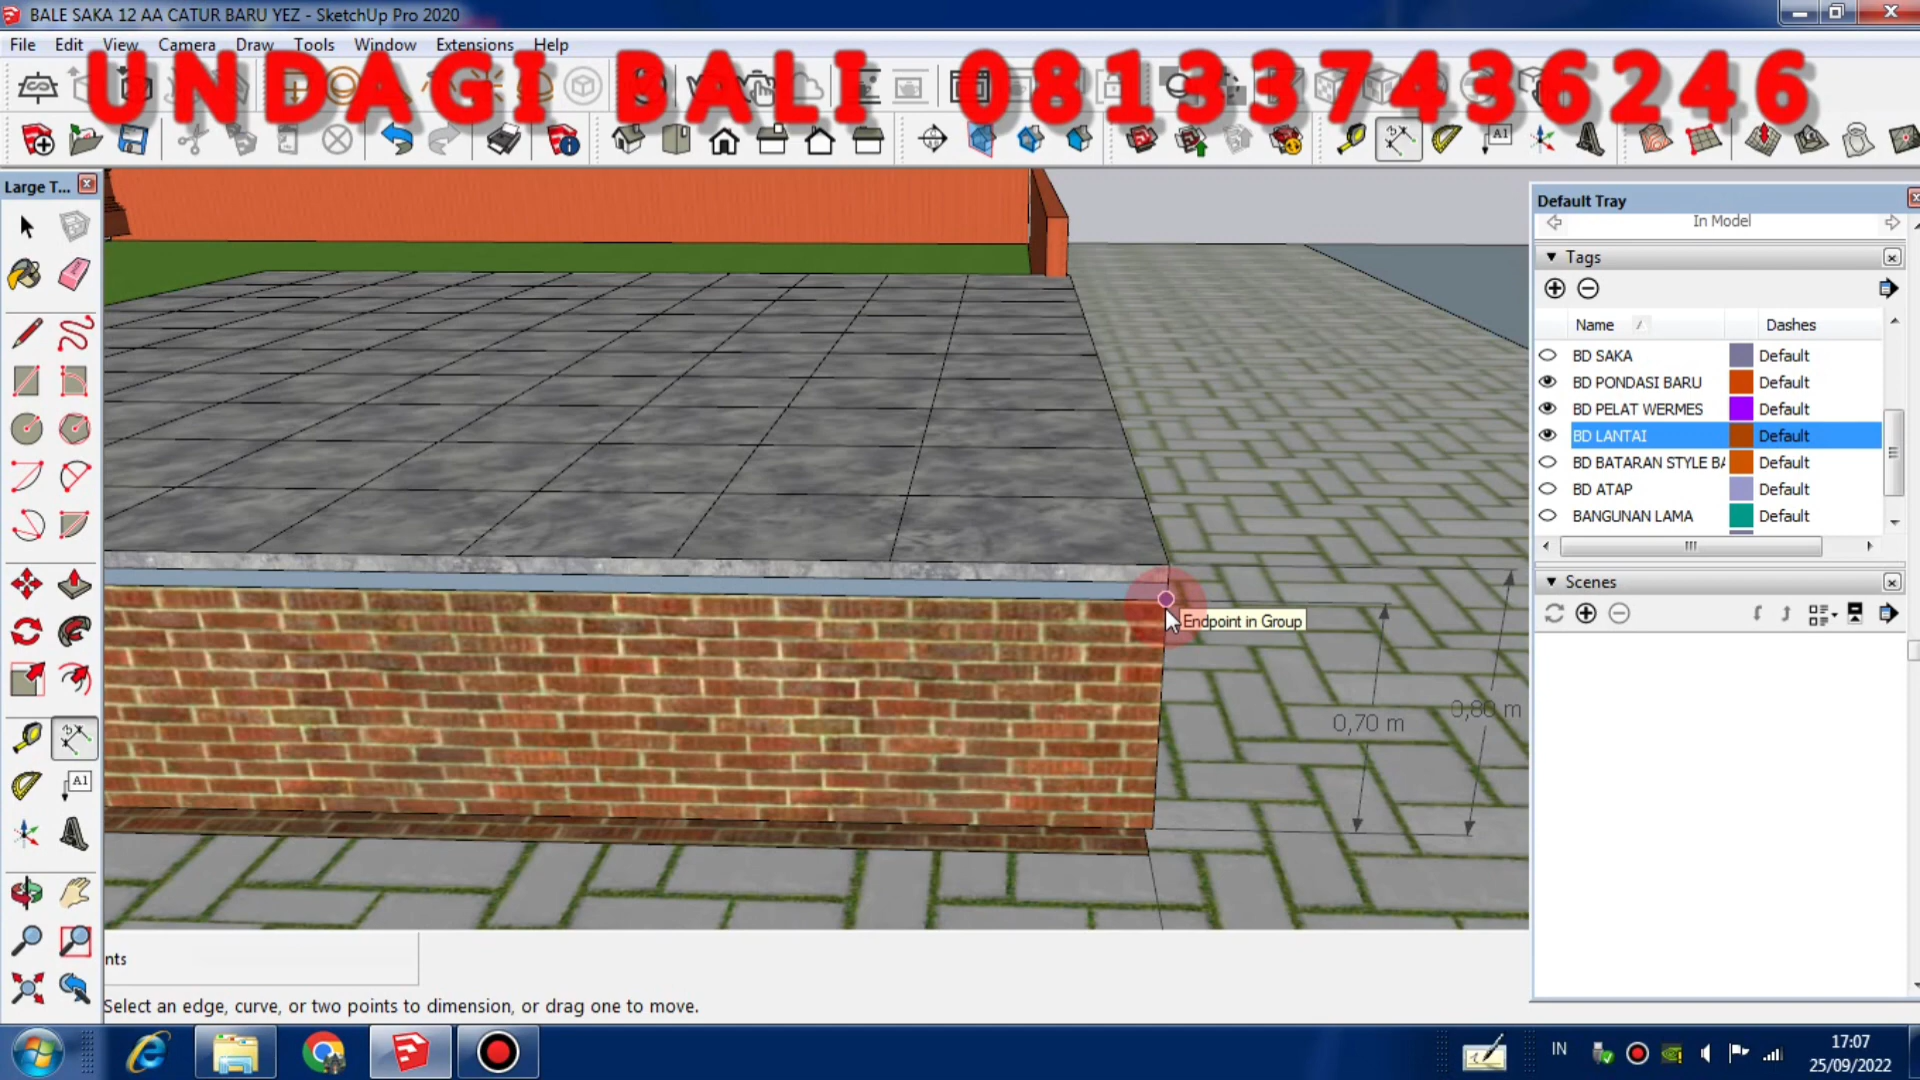 BALE SAKA 12 AA CATUR BARU YEZ - SketchUp Pro 2020
File Edit View Camera Draw Tools Window Extensions Help
UNDAGI BALI 081337436246
A1
Large T...
Default Tray
In Model
Tags
Name Dashes
BD SAKA Default
BD PONDASI BARU Default
BD PELAT WERMES Default
BD LANTAI Default
BD BATARAN STYLE BA Default
BD ATAP Default
BANGUNAN LAMA Default
Scenes
Endpoint in Group
0,70 m
0,80 m
A1
nts
Select an edge, curve, or two points to dimension, or drag one to move.
IN
17:07
25/09/2022